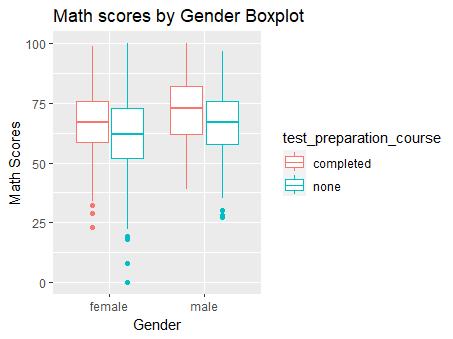 Math scores by Gender Boxplot
100
75
50
25
0
Math Scores
female male
Gender
test_preparation_course
completed
none